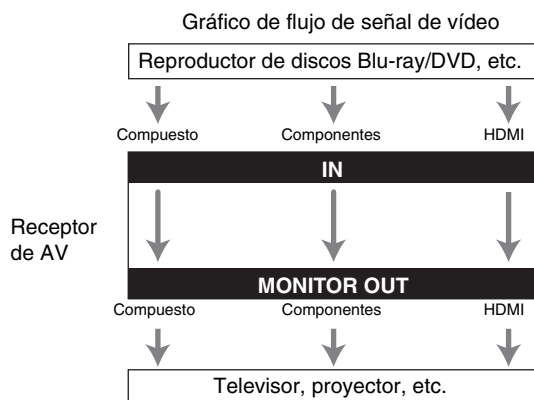 Gráfico de flujo de señal de vídeo
Reproductor de discos Blu-ray/DVD, etc.
Compuesto Componentes HDMI
IN
Receptor
de AV
MONITOR OUT
Compuesto Componentes HDMI
Televisor, proyector, etc.